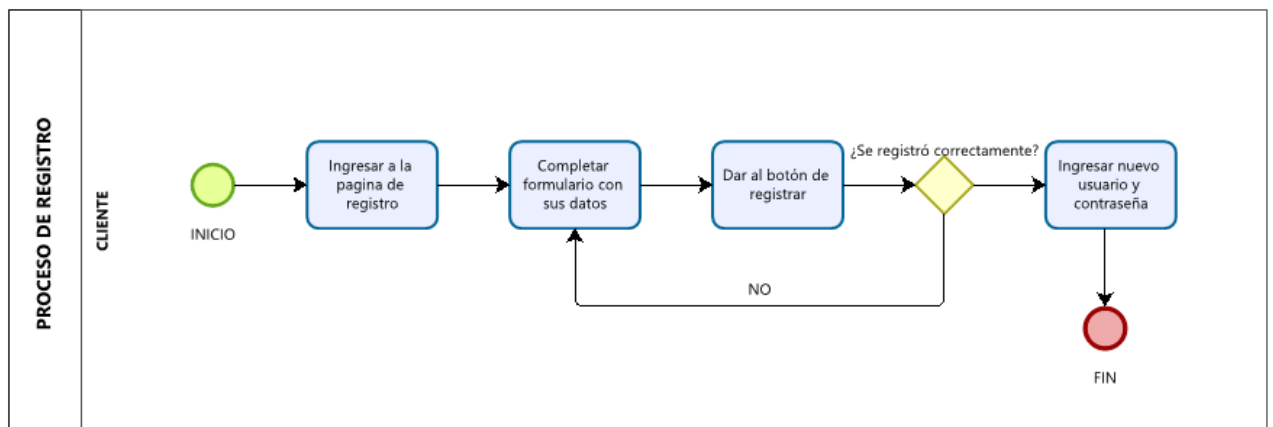 PROCESO DE REGISTRO
CLIENTE
INICIO
Ingresar a la
pagina de
registro
Completar
formulario con
sus datos
Dar al botón de
registrar
¿Se registró correctamente?
Ingresar nuevo
usuario y
contraseña
NO
FIN